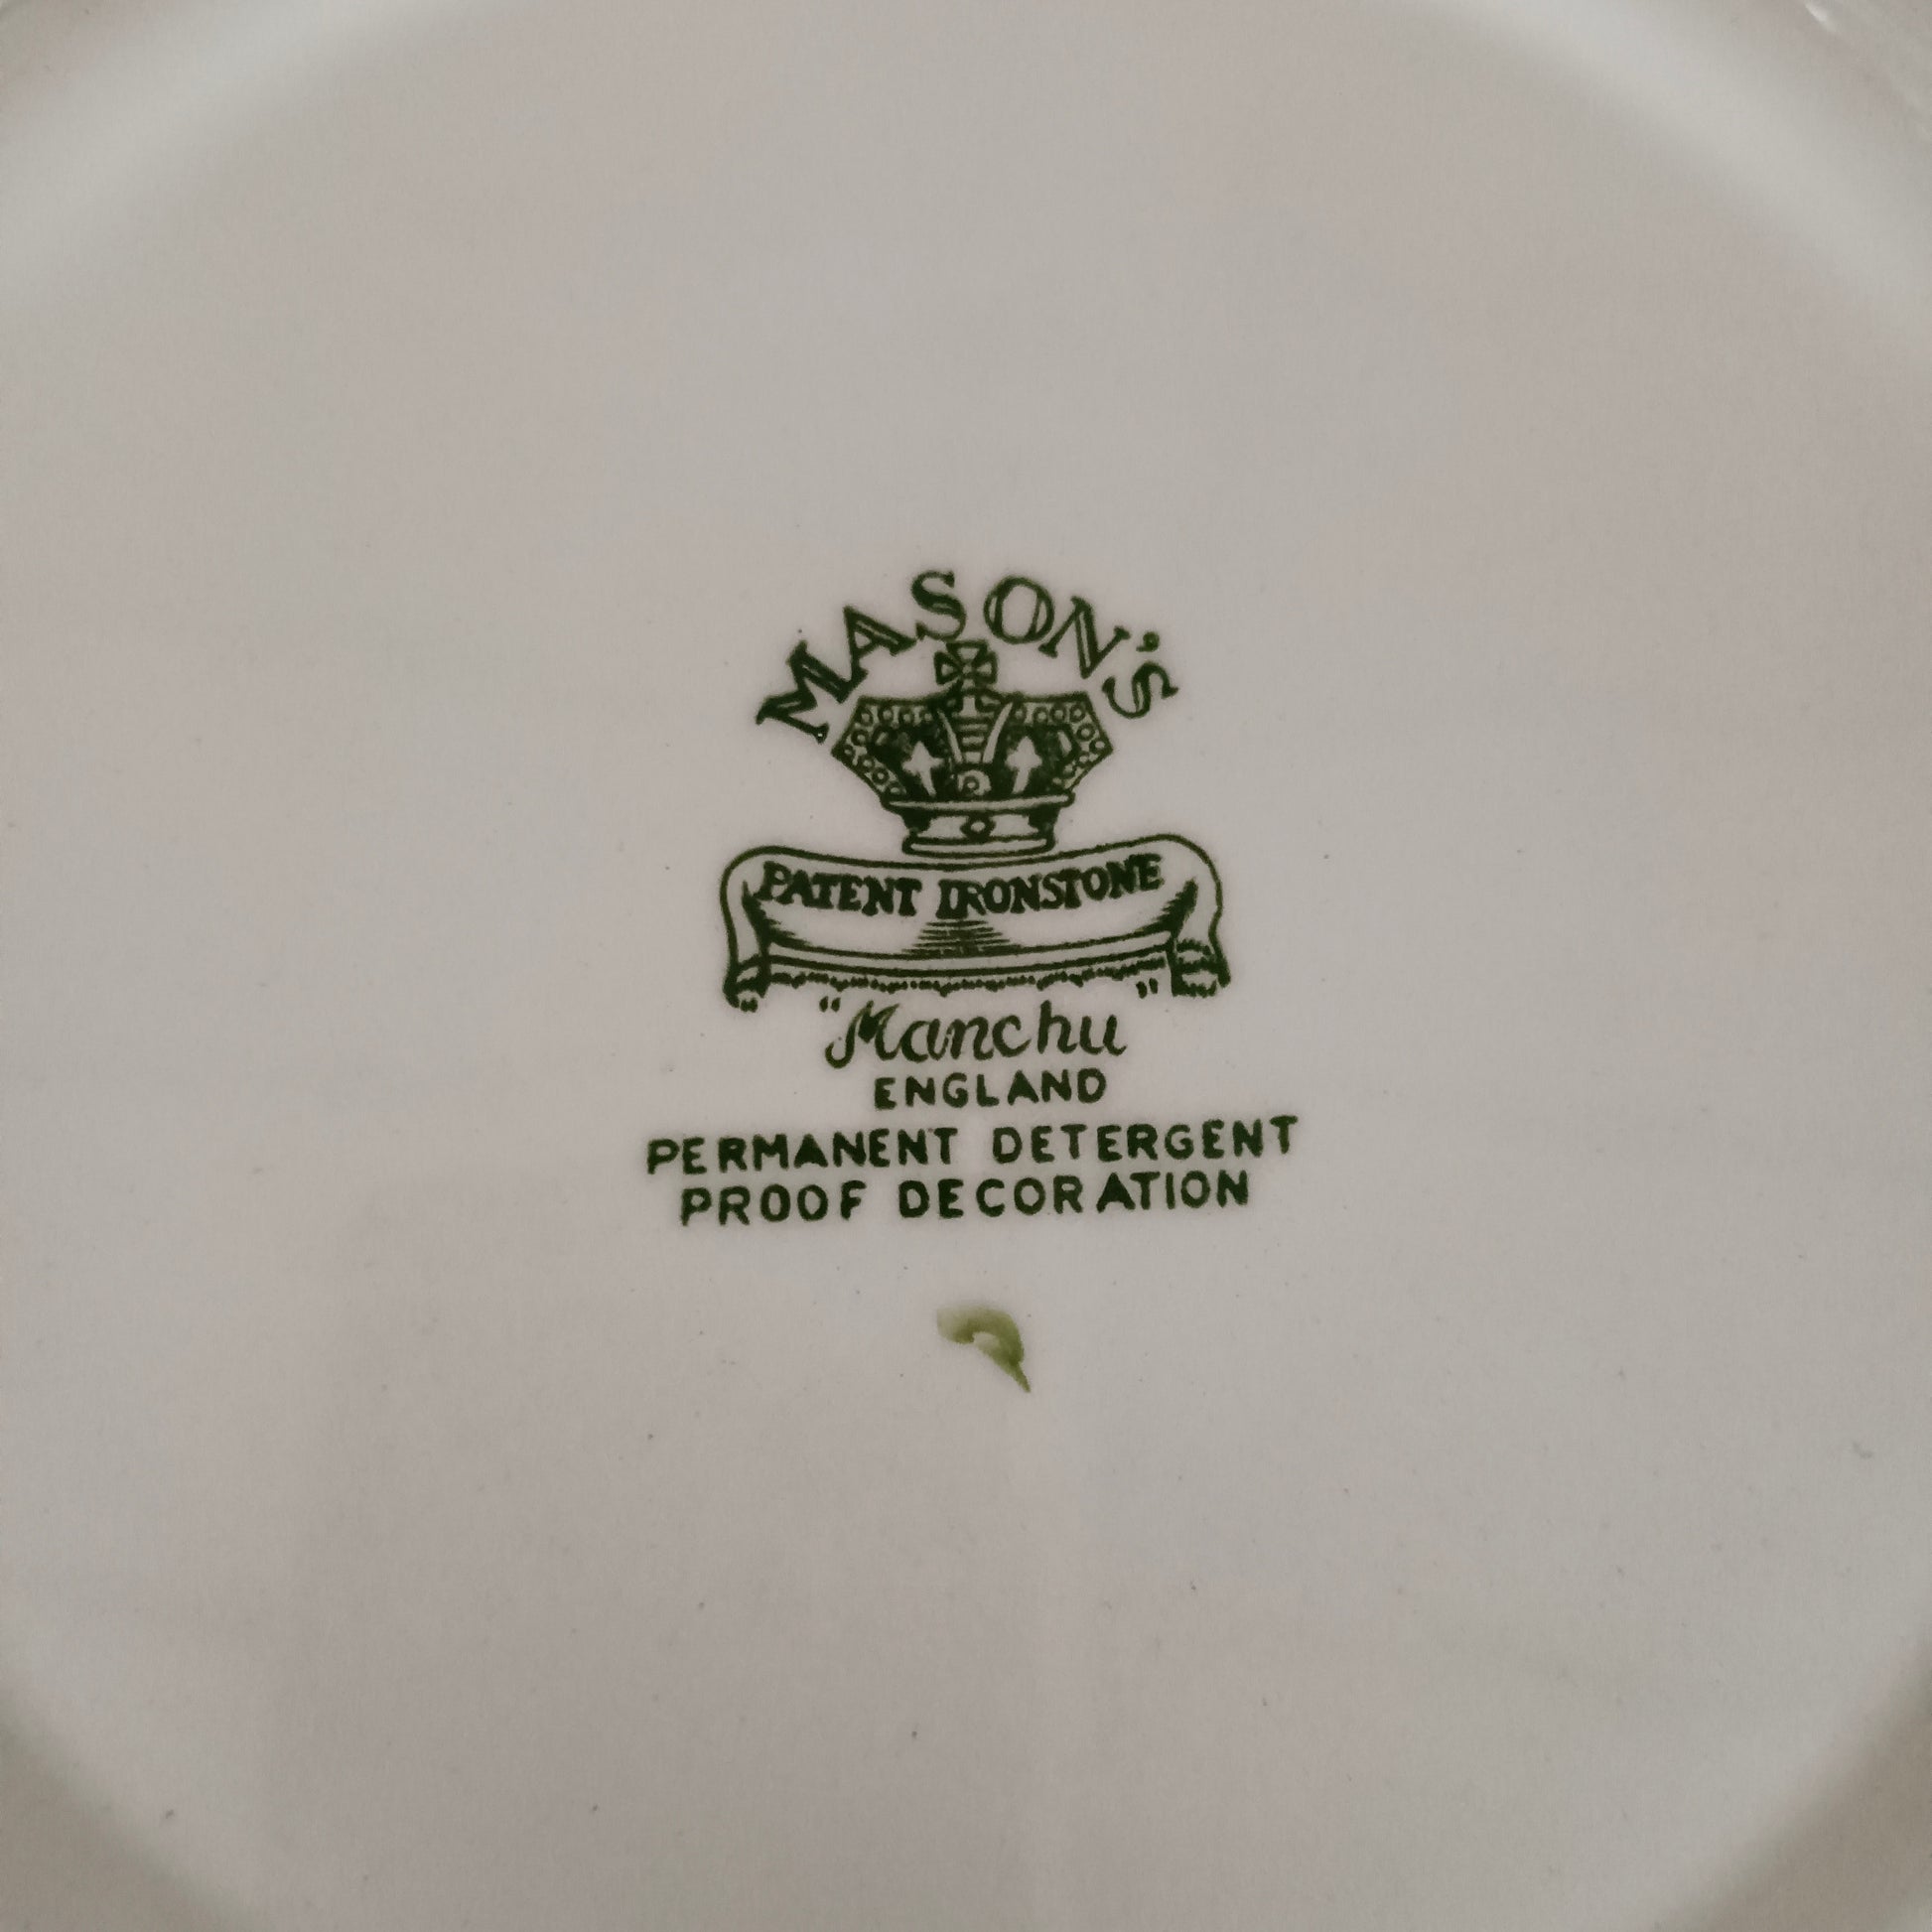 MASON'S
PATENT IRONSTONE
"Manchu"
ENGLAND
PERMANENT DETERGENT
PROOF DECORATION